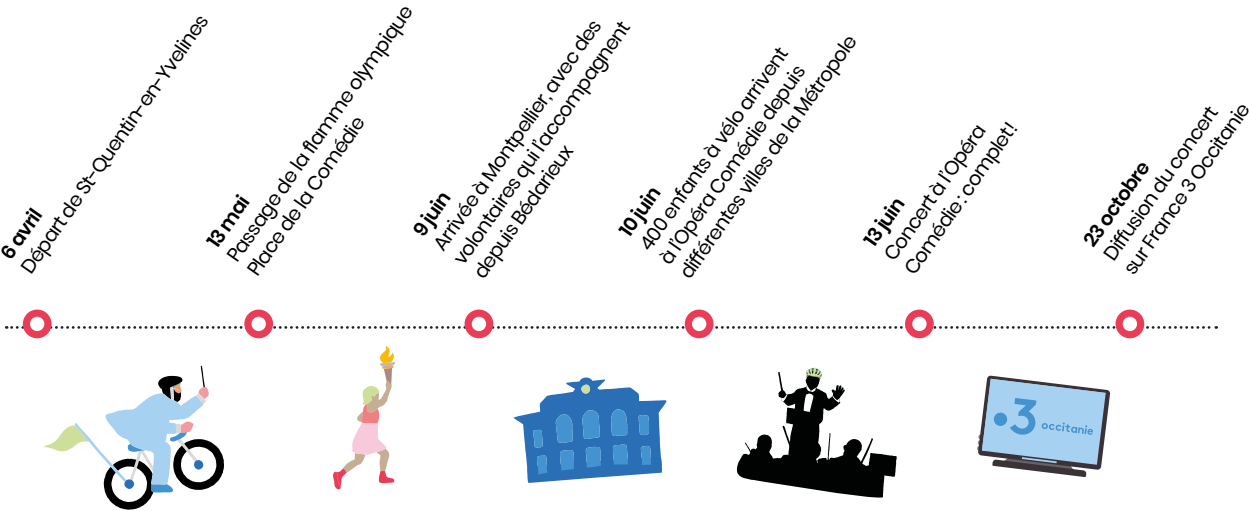 6 avril
Départ de St-Quentin-en-Yvelines
13 mai
Passage de la flamme olympique
Place de la Comédie
9 juin
Arrivée à Montpellier, avec des
volontaires qui l'accompagnent
depuis Bédarieux
10 juin
400 enfants à vélo arrivent
à l'Opéra Comédie depuis
différentes villes de la Métropole
13 juin
Concert à l'Opéra
Comédie : complet!
23 octobre
Diffusion du concert
sur France 3 Occitanie
3 occitanie